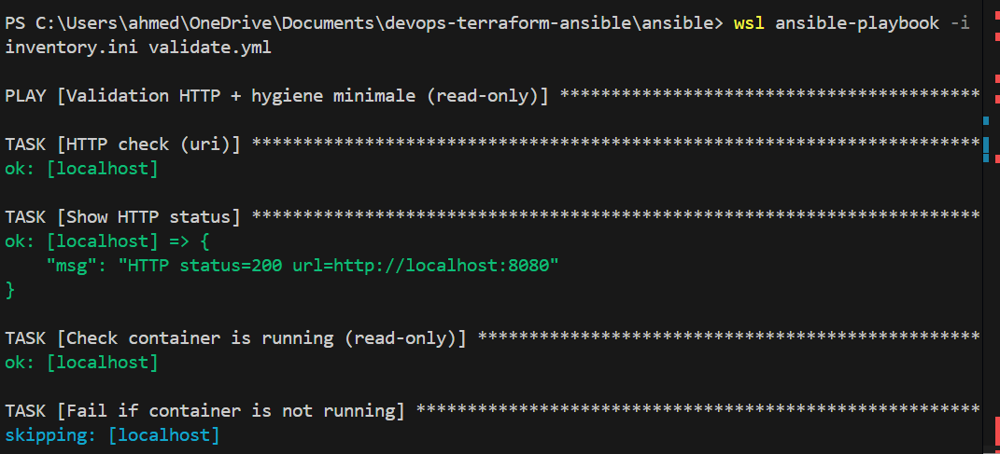 PS C:\Users\ahmed\OneDrive\Documents\devops-terraform-ansible\ansible> wsl ansible-playbook -i
inventory.ini validate.yml
PLAY [Validation HTTP + hygiene minimale (read-only)] *****************************************
TASK [HTTP check (uri)] ***********************************************************************
ok: [localhost]
TASK [Show HTTP status] ***********************************************************************
ok: [localhost] => {
    "msg": "HTTP status=200 url=http://localhost:8080"
}
TASK [Check container is running (read-only)] *************************************************
ok: [localhost]
TASK [Fail if container is not running] *******************************************************
skipping: [localhost]